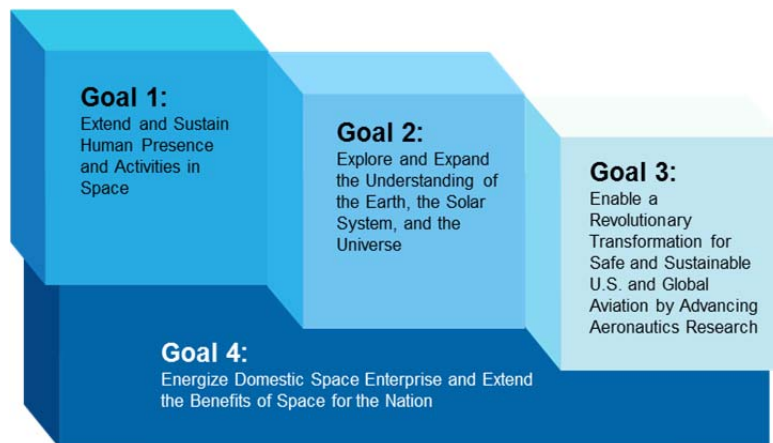 Goal 1:
Extend and Sustain
Human Presence
and Activities in
Space
Goal 2:
Explore and Expand
the Understanding of
the Earth, the Solar
System, and the
Universe
Goal 3:
Enable a
Revolutionary
Transformation for
Safe and Sustainable
U.S. and Global
Aviation by Advancing
Aeronautics Research
Goal 4:
Energize Domestic Space Enterprise and Extend
the Benefits of Space for the Nation